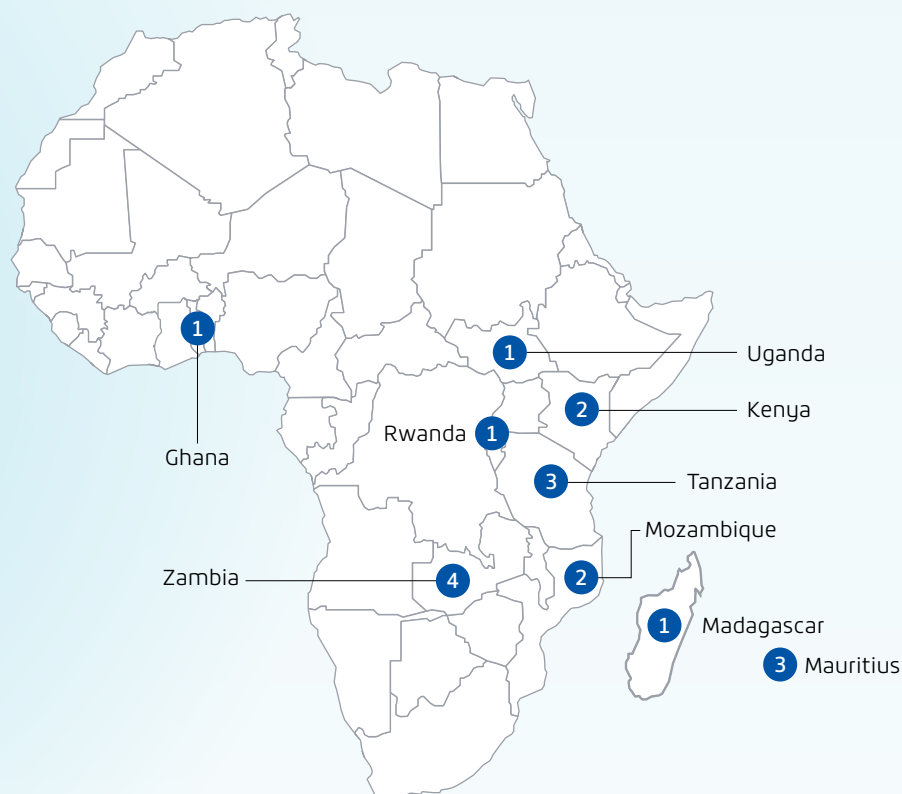 1
Ghana
1
Uganda
2
Kenya
Rwanda
1
3
Tanzania
Mozambique
2
Zambia
4
1
Madagascar
3
Mauritius